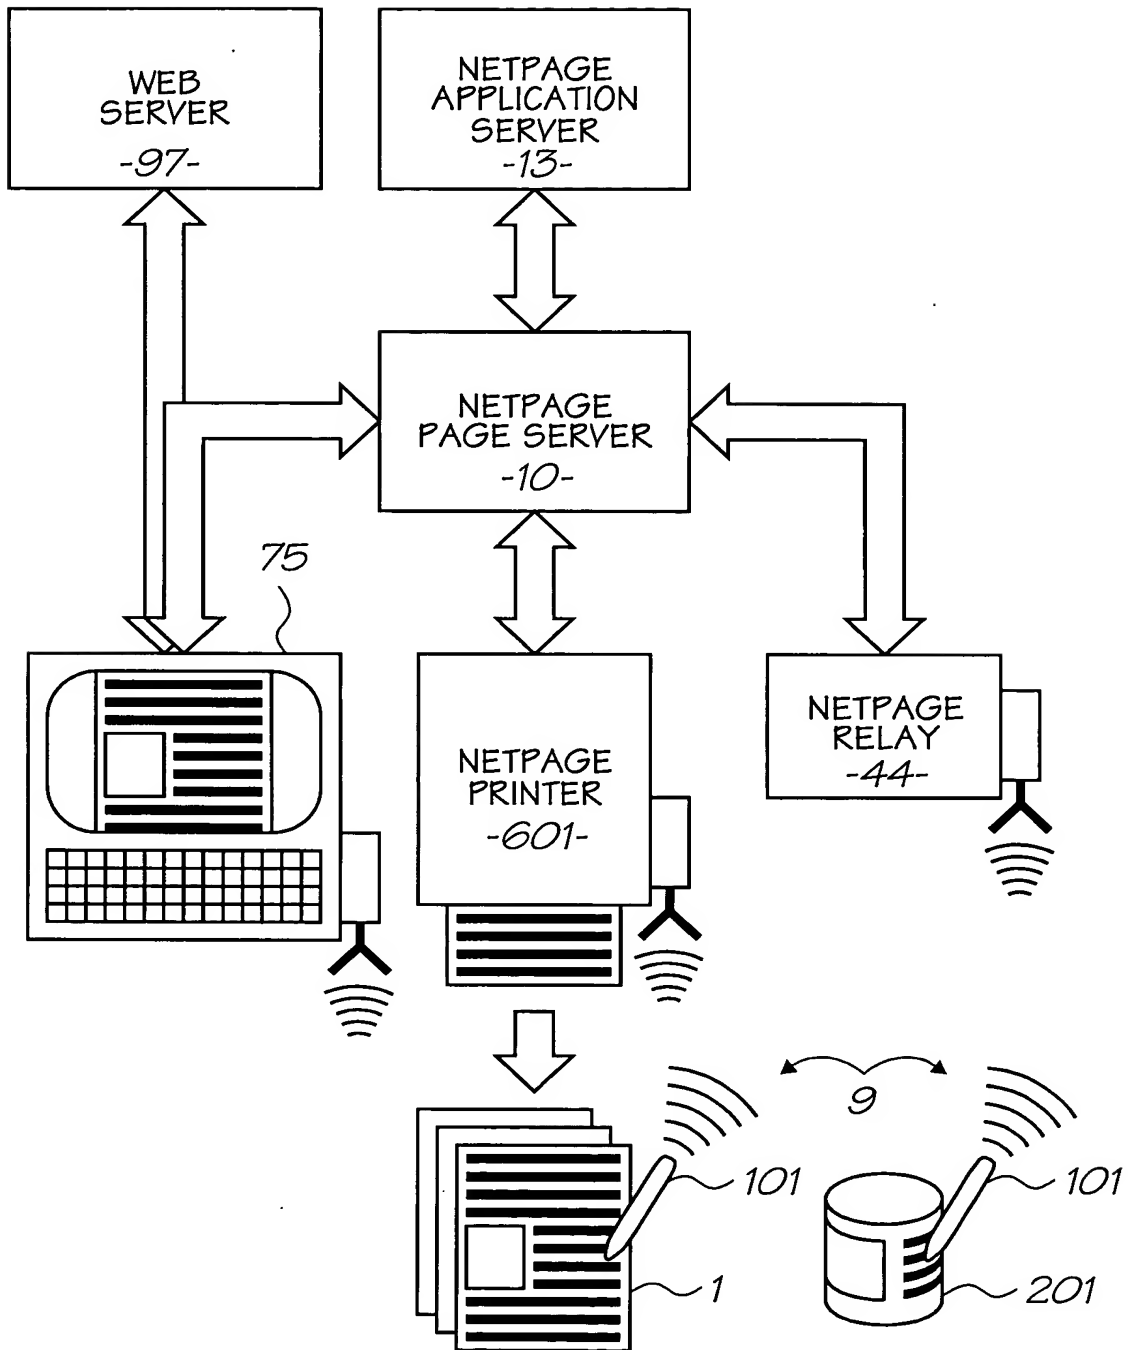 WEB
SERVER
-97-
NETPAGE
APPLICATION
SERVER
-13-
NETPAGE
PAGE SERVER
-10-
75
NETPAGE
PRINTER
-601-
NETPAGE
RELAY
-44-
9
101
101
1
201